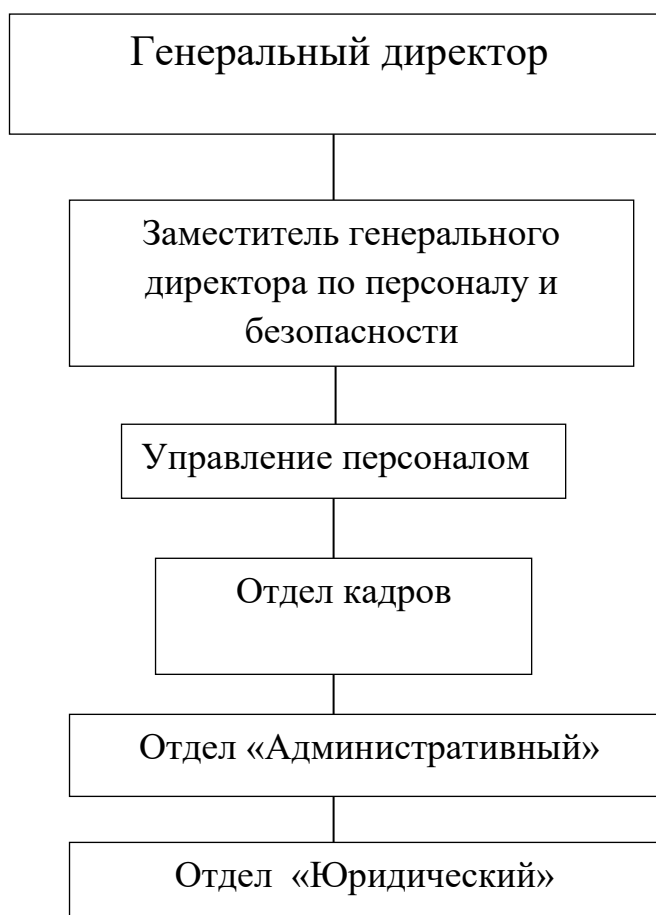 Генеральный директор
Заместитель генерального
директора по персоналу и
безопасности
Управление персоналом
Отдел кадров
Отдел «Административный»
Отдел «Юридический»